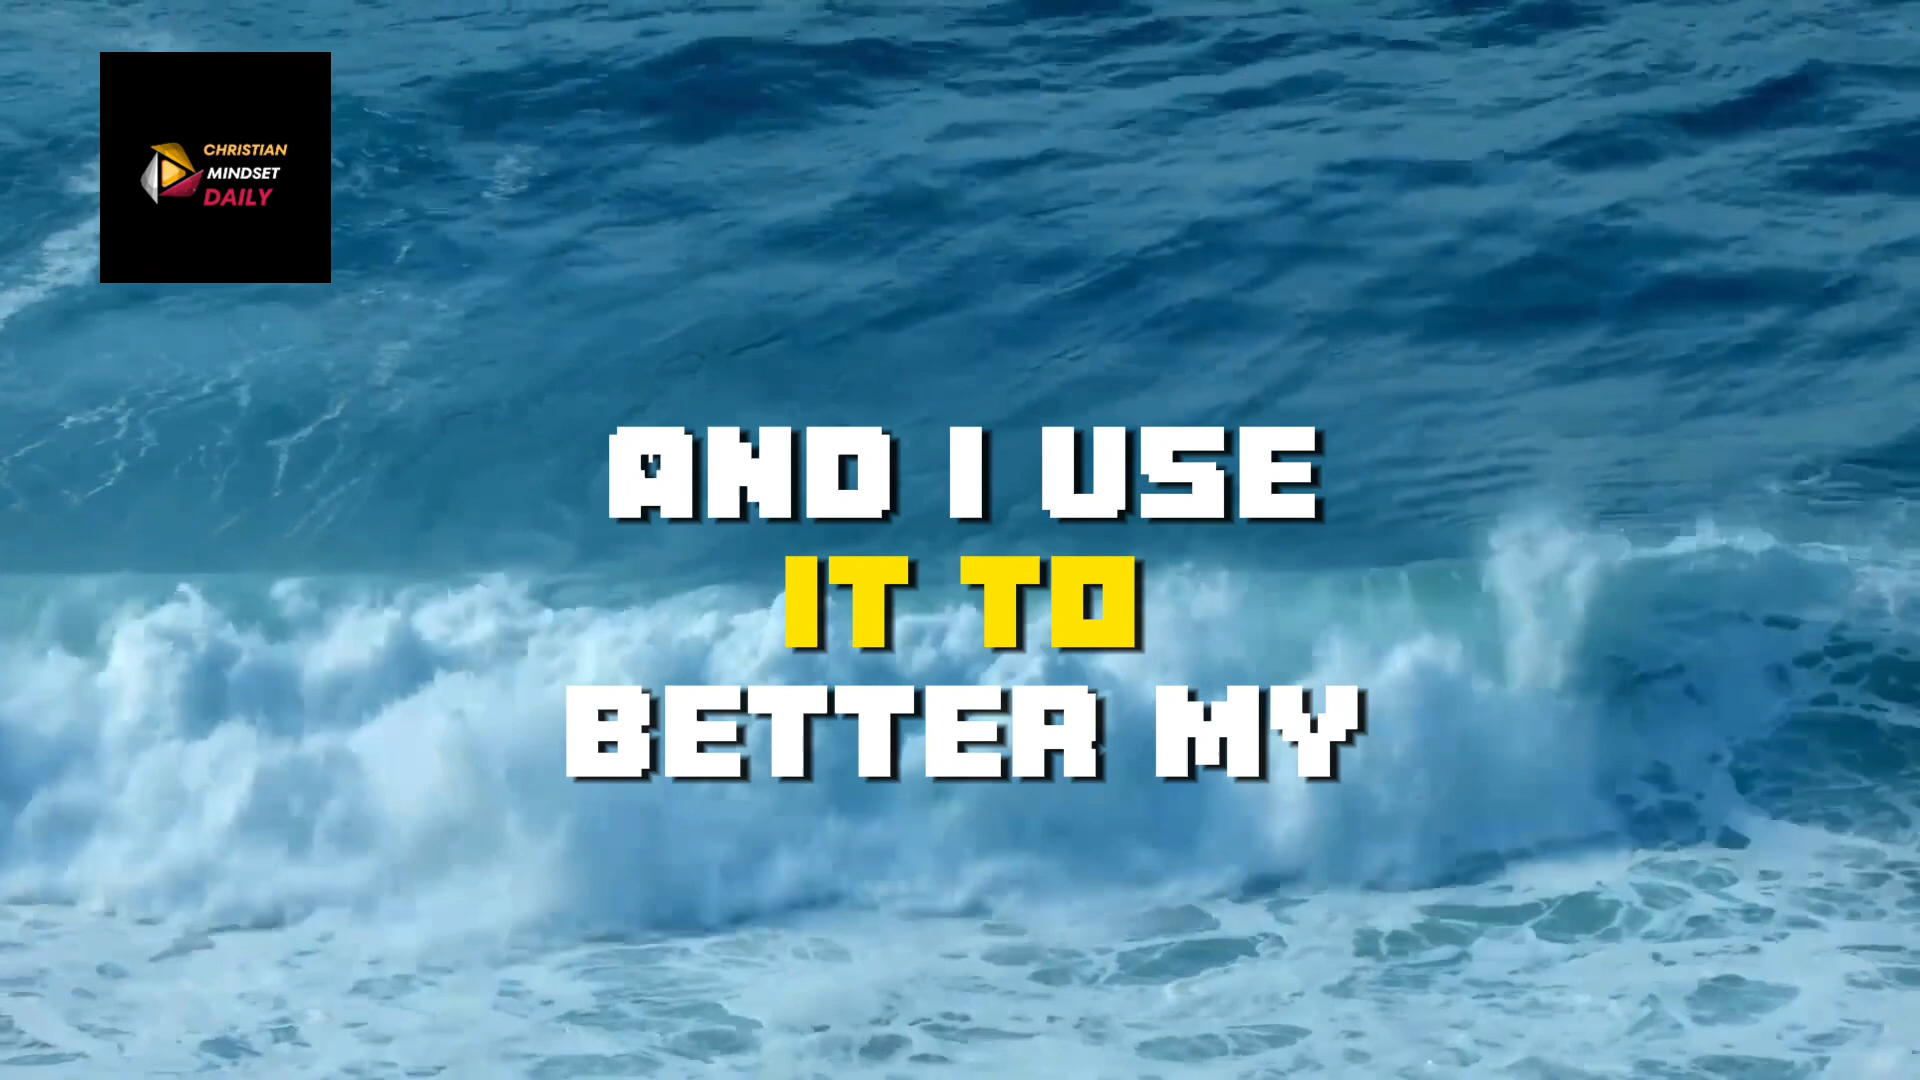 CHRISTIAN
MINDSET
DAILY
AND I USE
IT TO
BETTER MY